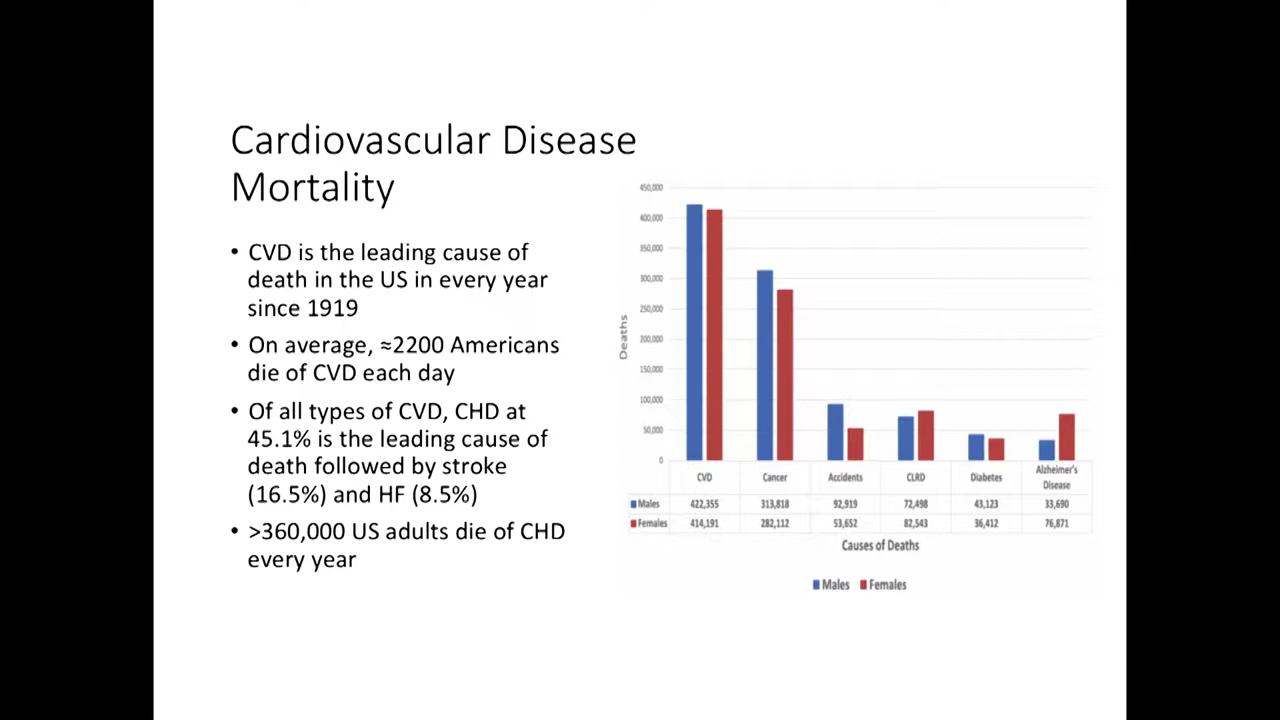 Cardiovascular Disease
Mortality
• CVD is the leading cause of
death in the US in every year
since 1919
• On average, ≈2200 Americans
die of CVD each day
• Of all types of CVD, CHD at
45.1% is the leading cause of
death followed by stroke
(16.5%) and HF (8.5%)
• >360,000 US adults die of CHD
every year
450,000
400,000
350,000
300,000
250,000
200,000
150,000
100,000
50,000
0
Deaths
CVD Cancer Accidents CLRD Diabetes Alzheimer's
Disease
Males 422,355 313,818 92,919 72,498 43,123 33,690
Females 414,191 282,112 53,652 82,543 36,412 76,871
Causes of Deaths
Males Females